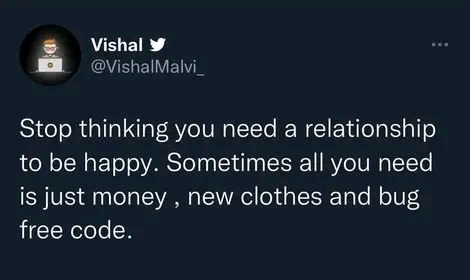 Vishal
@VishalMalvi_
Stop thinking you need a relationship
to be happy. Sometimes all you need
is just money , new clothes and bug
free code.